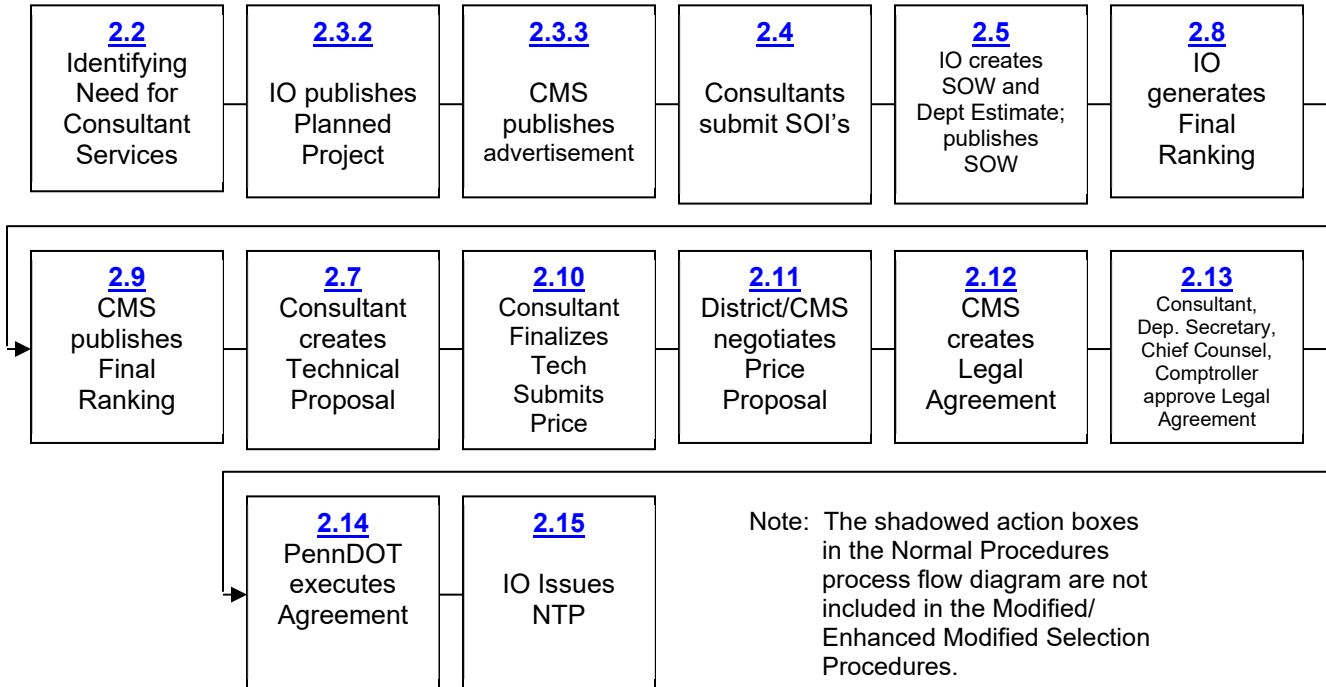 2.2
Identifying
Need for
Consultant
Services
2.3.2
IO publishes
Planned
Project
2.3.3
CMS
publishes
advertisement
2.4
Consultants
submit SOI's
2.5
IO creates
SOW and
Dept Estimate;
publishes
SOW
2.8
IO
generates
Final
Ranking
2.9
CMS
publishes
Final
Ranking
2.7
Consultant
creates
Technical
Proposal
2.10
Consultant
Finalizes
Tech
Submits
Price
2.11
District/CMS
negotiates
Price
Proposal
2.12
CMS
creates
Legal
Agreement
2.13
Consultant,
Dep. Secretary,
Chief Counsel,
Comptroller
approve Legal
Agreement
2.14
PennDOT
executes
Agreement
2.15
IO Issues
NTP
Note: The shadowed action boxes
in the Normal Procedures
process flow diagram are not
included in the Modified/
Enhanced Modified Selection
Procedures.